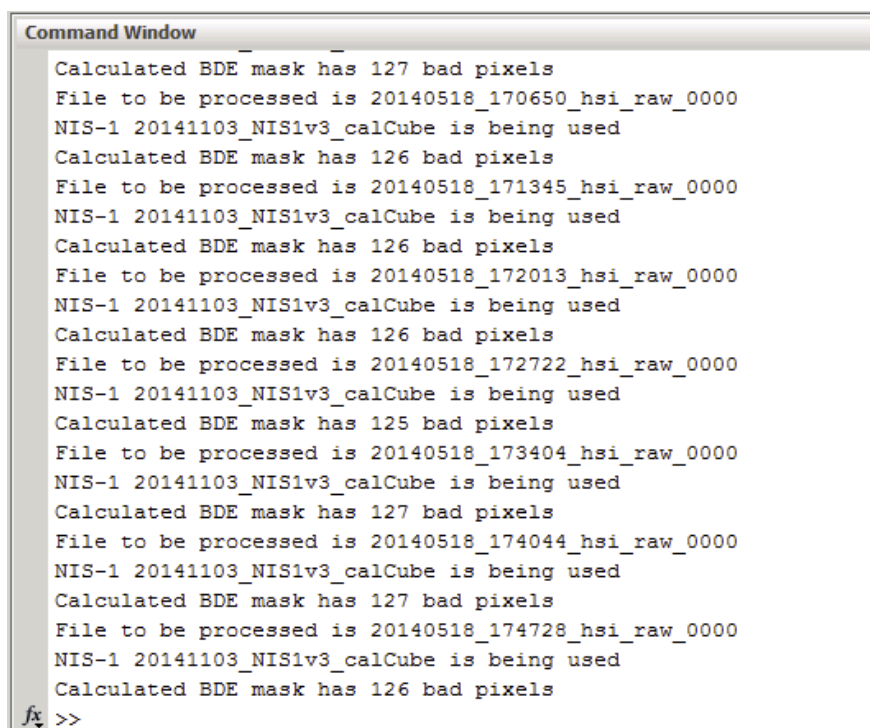 Command Window
Calculated BDE mask has 127 bad pixels
File to be processed is 20140518_170650_hsi_raw_0000
NIS-1 20141103_NIS1v3_calCube is being used
Calculated BDE mask has 126 bad pixels
File to be processed is 20140518_171345_hsi_raw_0000
NIS-1 20141103_NIS1v3_calCube is being used
Calculated BDE mask has 126 bad pixels
File to be processed is 20140518_172013_hsi_raw_0000
NIS-1 20141103_NIS1v3_calCube is being used
Calculated BDE mask has 126 bad pixels
File to be processed is 20140518_172722_hsi_raw_0000
NIS-1 20141103_NIS1v3_calCube is being used
Calculated BDE mask has 125 bad pixels
File to be processed is 20140518_173404_hsi_raw_0000
NIS-1 20141103_NIS1v3_calCube is being used
Calculated BDE mask has 127 bad pixels
File to be processed is 20140518_174044_hsi_raw_0000
NIS-1 20141103_NIS1v3_calCube is being used
Calculated BDE mask has 127 bad pixels
File to be processed is 20140518_174728_hsi_raw_0000
NIS-1 20141103_NIS1v3_calCube is being used
Calculated BDE mask has 126 bad pixels
fx >>